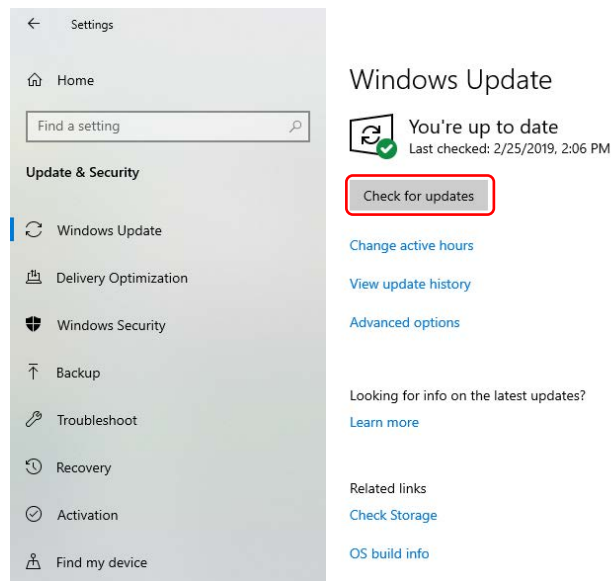 Settings
Home
Find a setting
Update & Security
Windows Update
Delivery Optimization
Windows Security
Backup
Troubleshoot
Recovery
Activation
Find my device
Windows Update
You're up to date
Last checked: 2/25/2019, 2:06 PM
Check for updates
Change active hours
View update history
Advanced options
Looking for info on the latest updates?
Learn more
Related links
Check Storage
OS build info